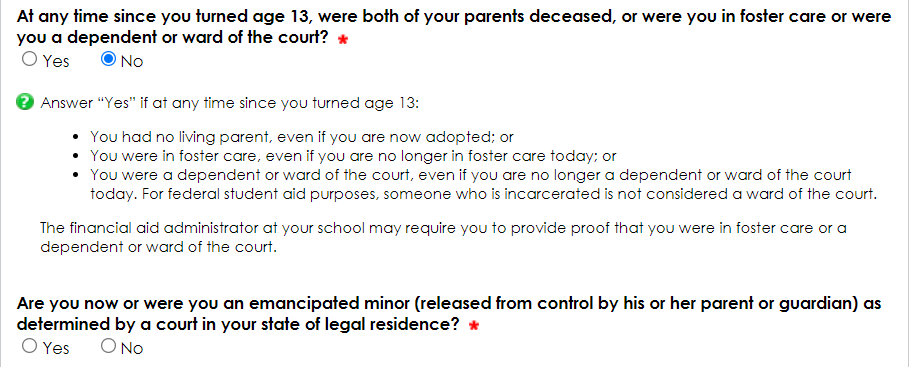 At any time since you turned age 13, were both of your parents deceased, or were you in foster care or were
you a dependent or ward of the court? *
Yes No
? Answer “Yes” if at any time since you turned age 13:
• You had no living parent, even if you are now adopted; or
• You were in foster care, even if you are no longer in foster care today; or
• You were a dependent or ward of the court, even if you are no longer a dependent or ward of the court
today. For federal student aid purposes, someone who is incarcerated is not considered a ward of the court.
The financial aid administrator at your school may require you to provide proof that you were in foster care or a
dependent or ward of the court.
Are you now or were you an emancipated minor (released from control by his or her parent or guardian) as
determined by a court in your state of legal residence? *
Yes No